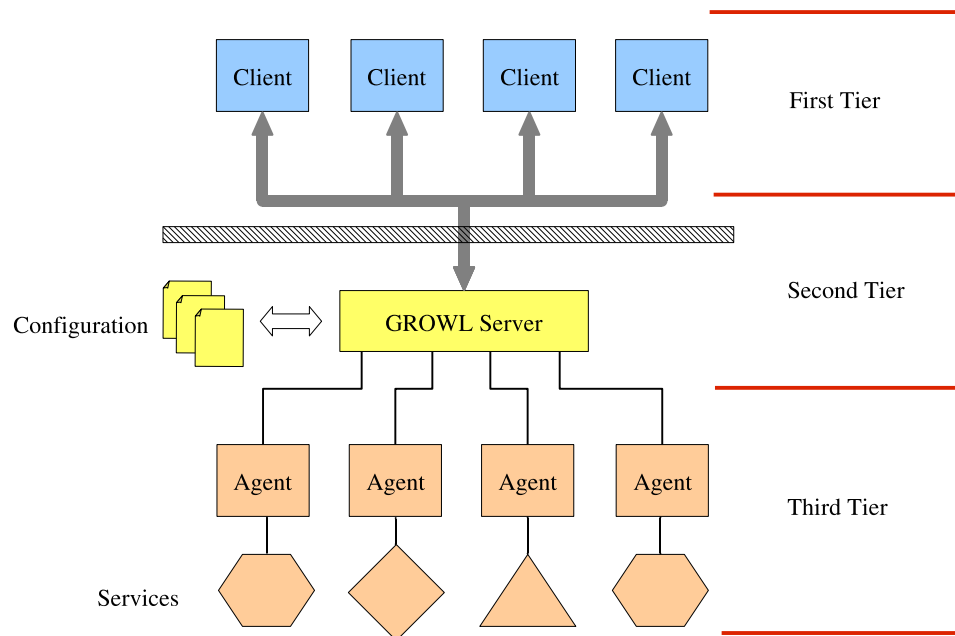 Client Client Client Client
First Tier
Second Tier
Configuration
GROWL Server
Agent Agent Agent Agent
Third Tier
Services